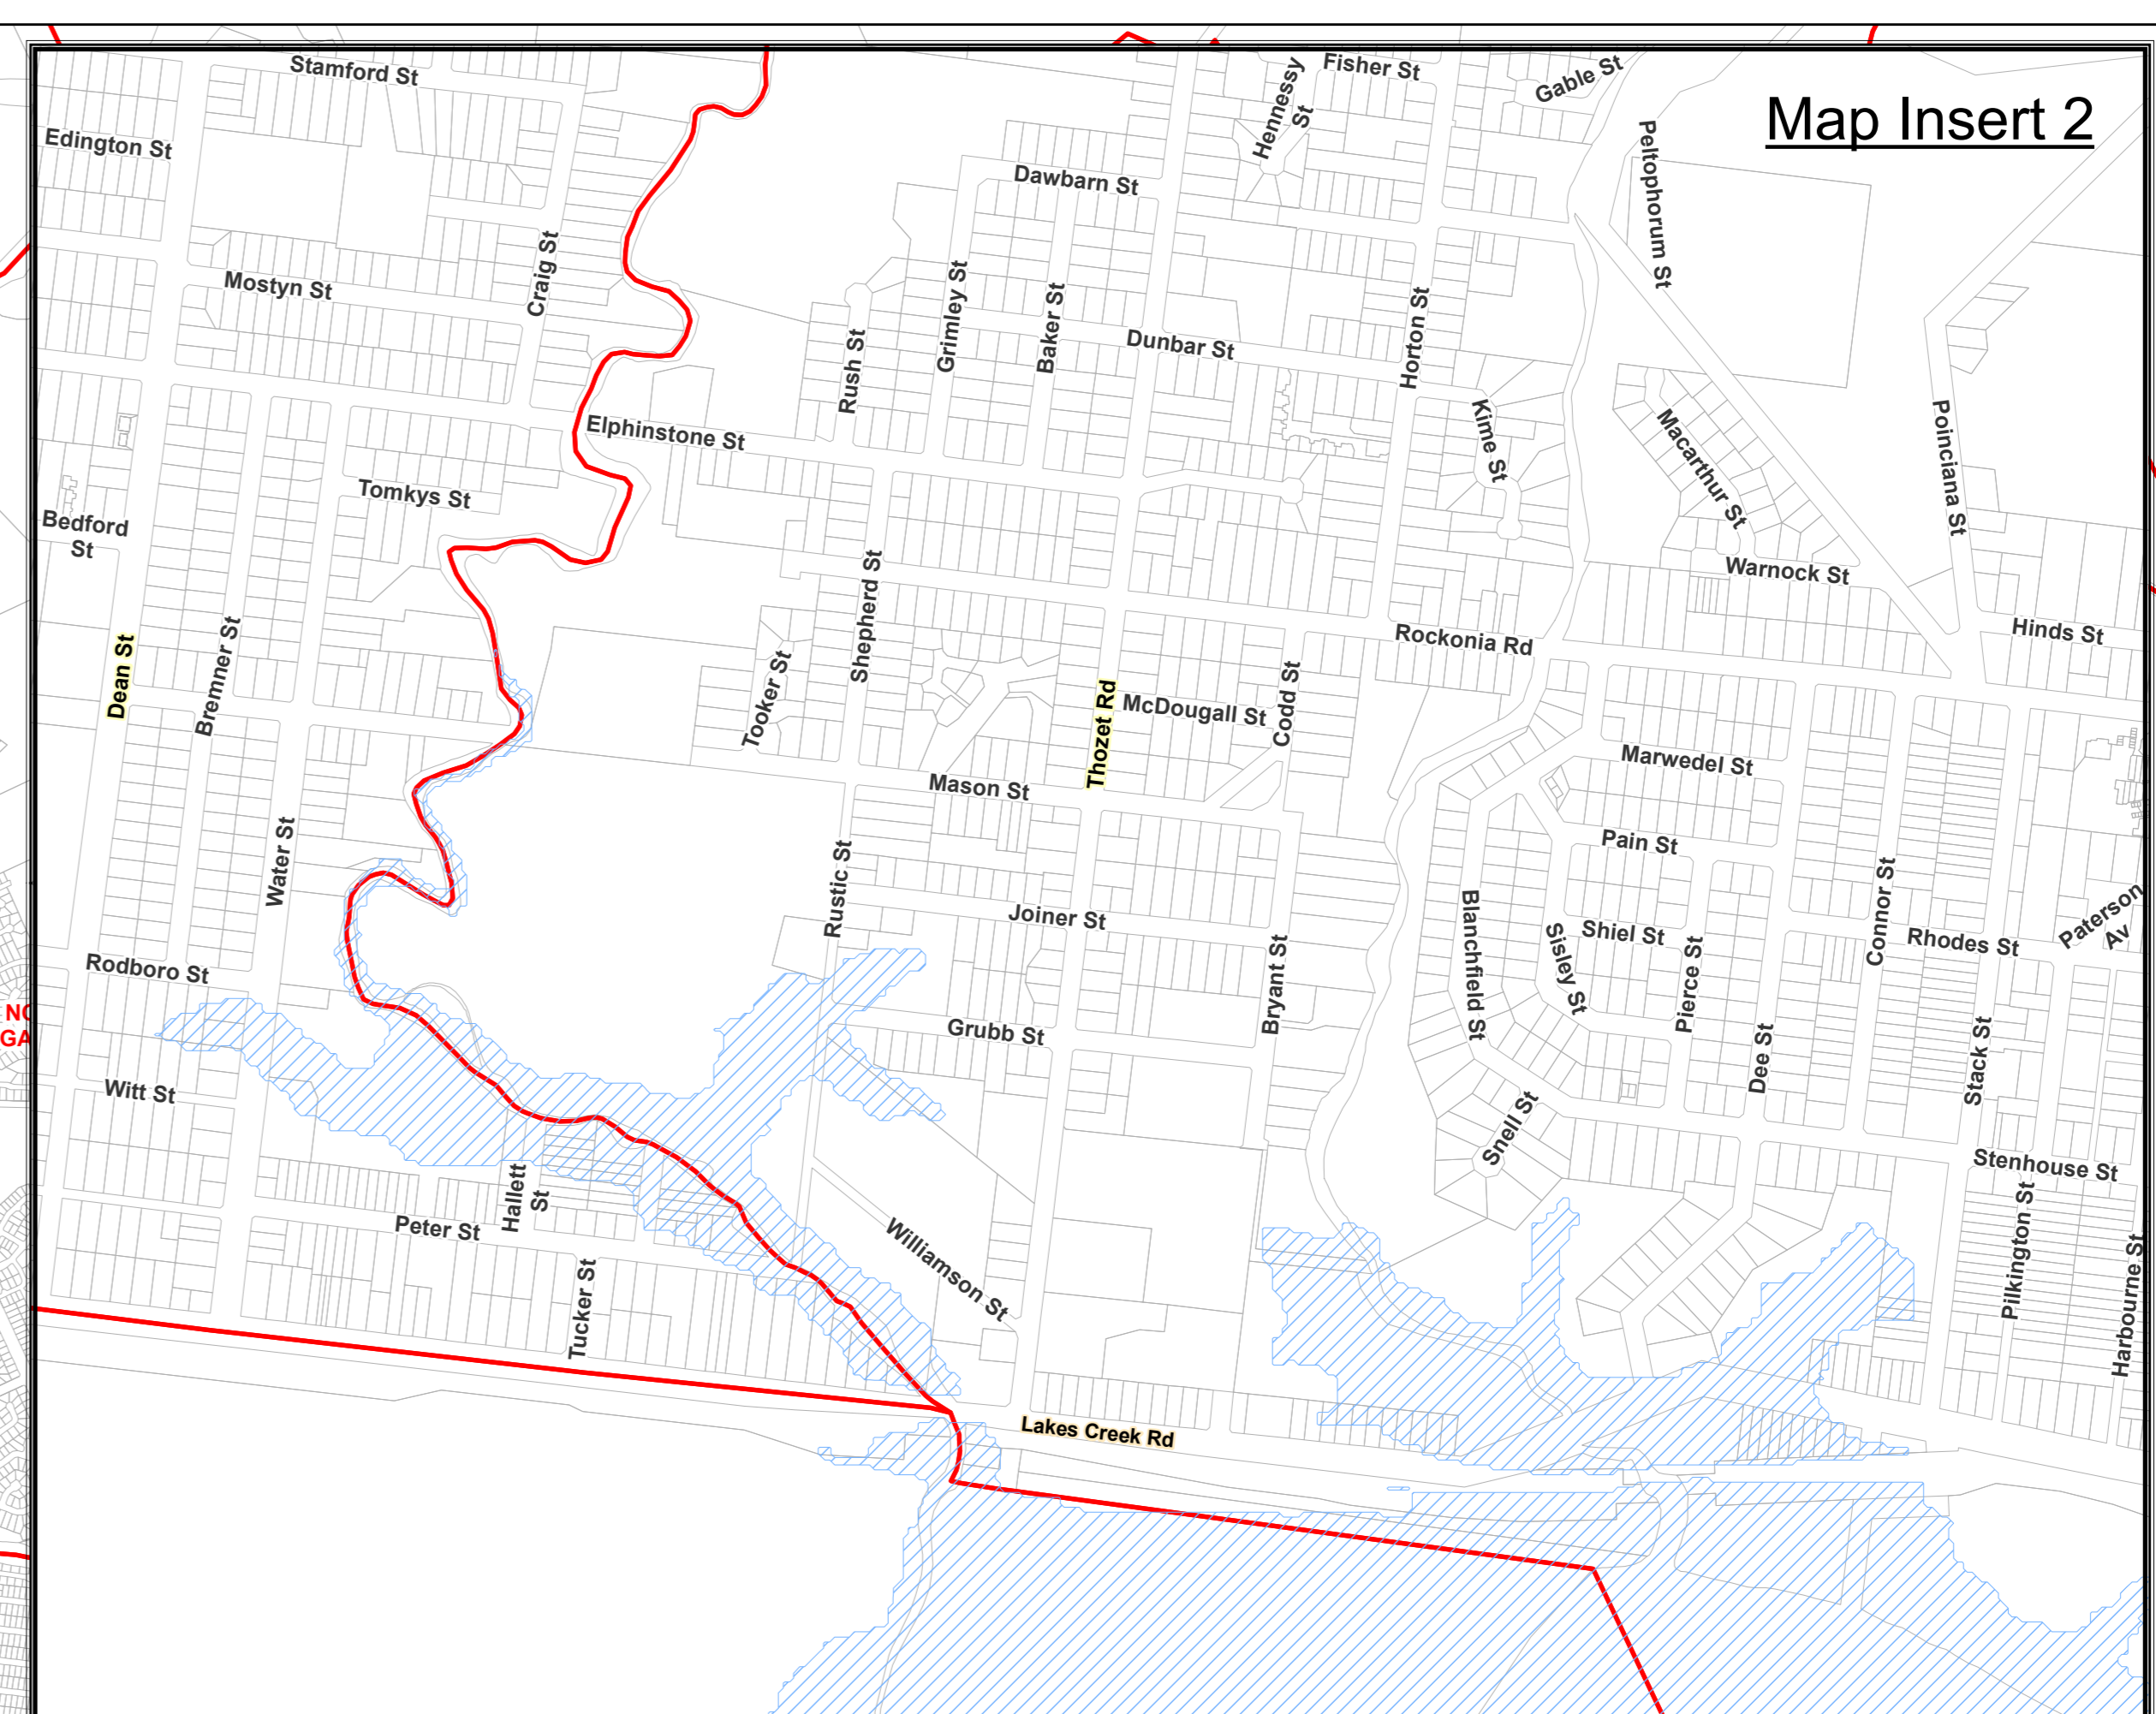 Map Insert 2
Stamford St
Fisher St
Gable St
Hennessy
St
Edington St
Dawbarn St
Peltophorum St
Craig St
Mostyn St
Grimley St
Baker St
Rush St
Dunbar St
Horton St
Elphinstone St
Kime St
Macarthur St
Poinciana St
Tomkys St
Bedford
St
Warnock St
Shepherd St
Hinds St
Rockonia Rd
Dean St
Bremner St
Tooker St
Thozet Rd
McDougall St
Codd St
Marwedel St
Mason St
Pain St
Water St
Rustic St
Joiner St
Blanchfield St
Shiel St
Sisley St
Pierce St
Connor St
Rhodes St
Paterson
Av
Rodboro St
Bryant St
NO
GA
Grubb St
Dee St
Stack St
Witt St
Snell St
Stenhouse St
Hallett
St
Peter St
Williamson St
Pilkington St
Harbourne St
Tucker St
Lakes Creek Rd